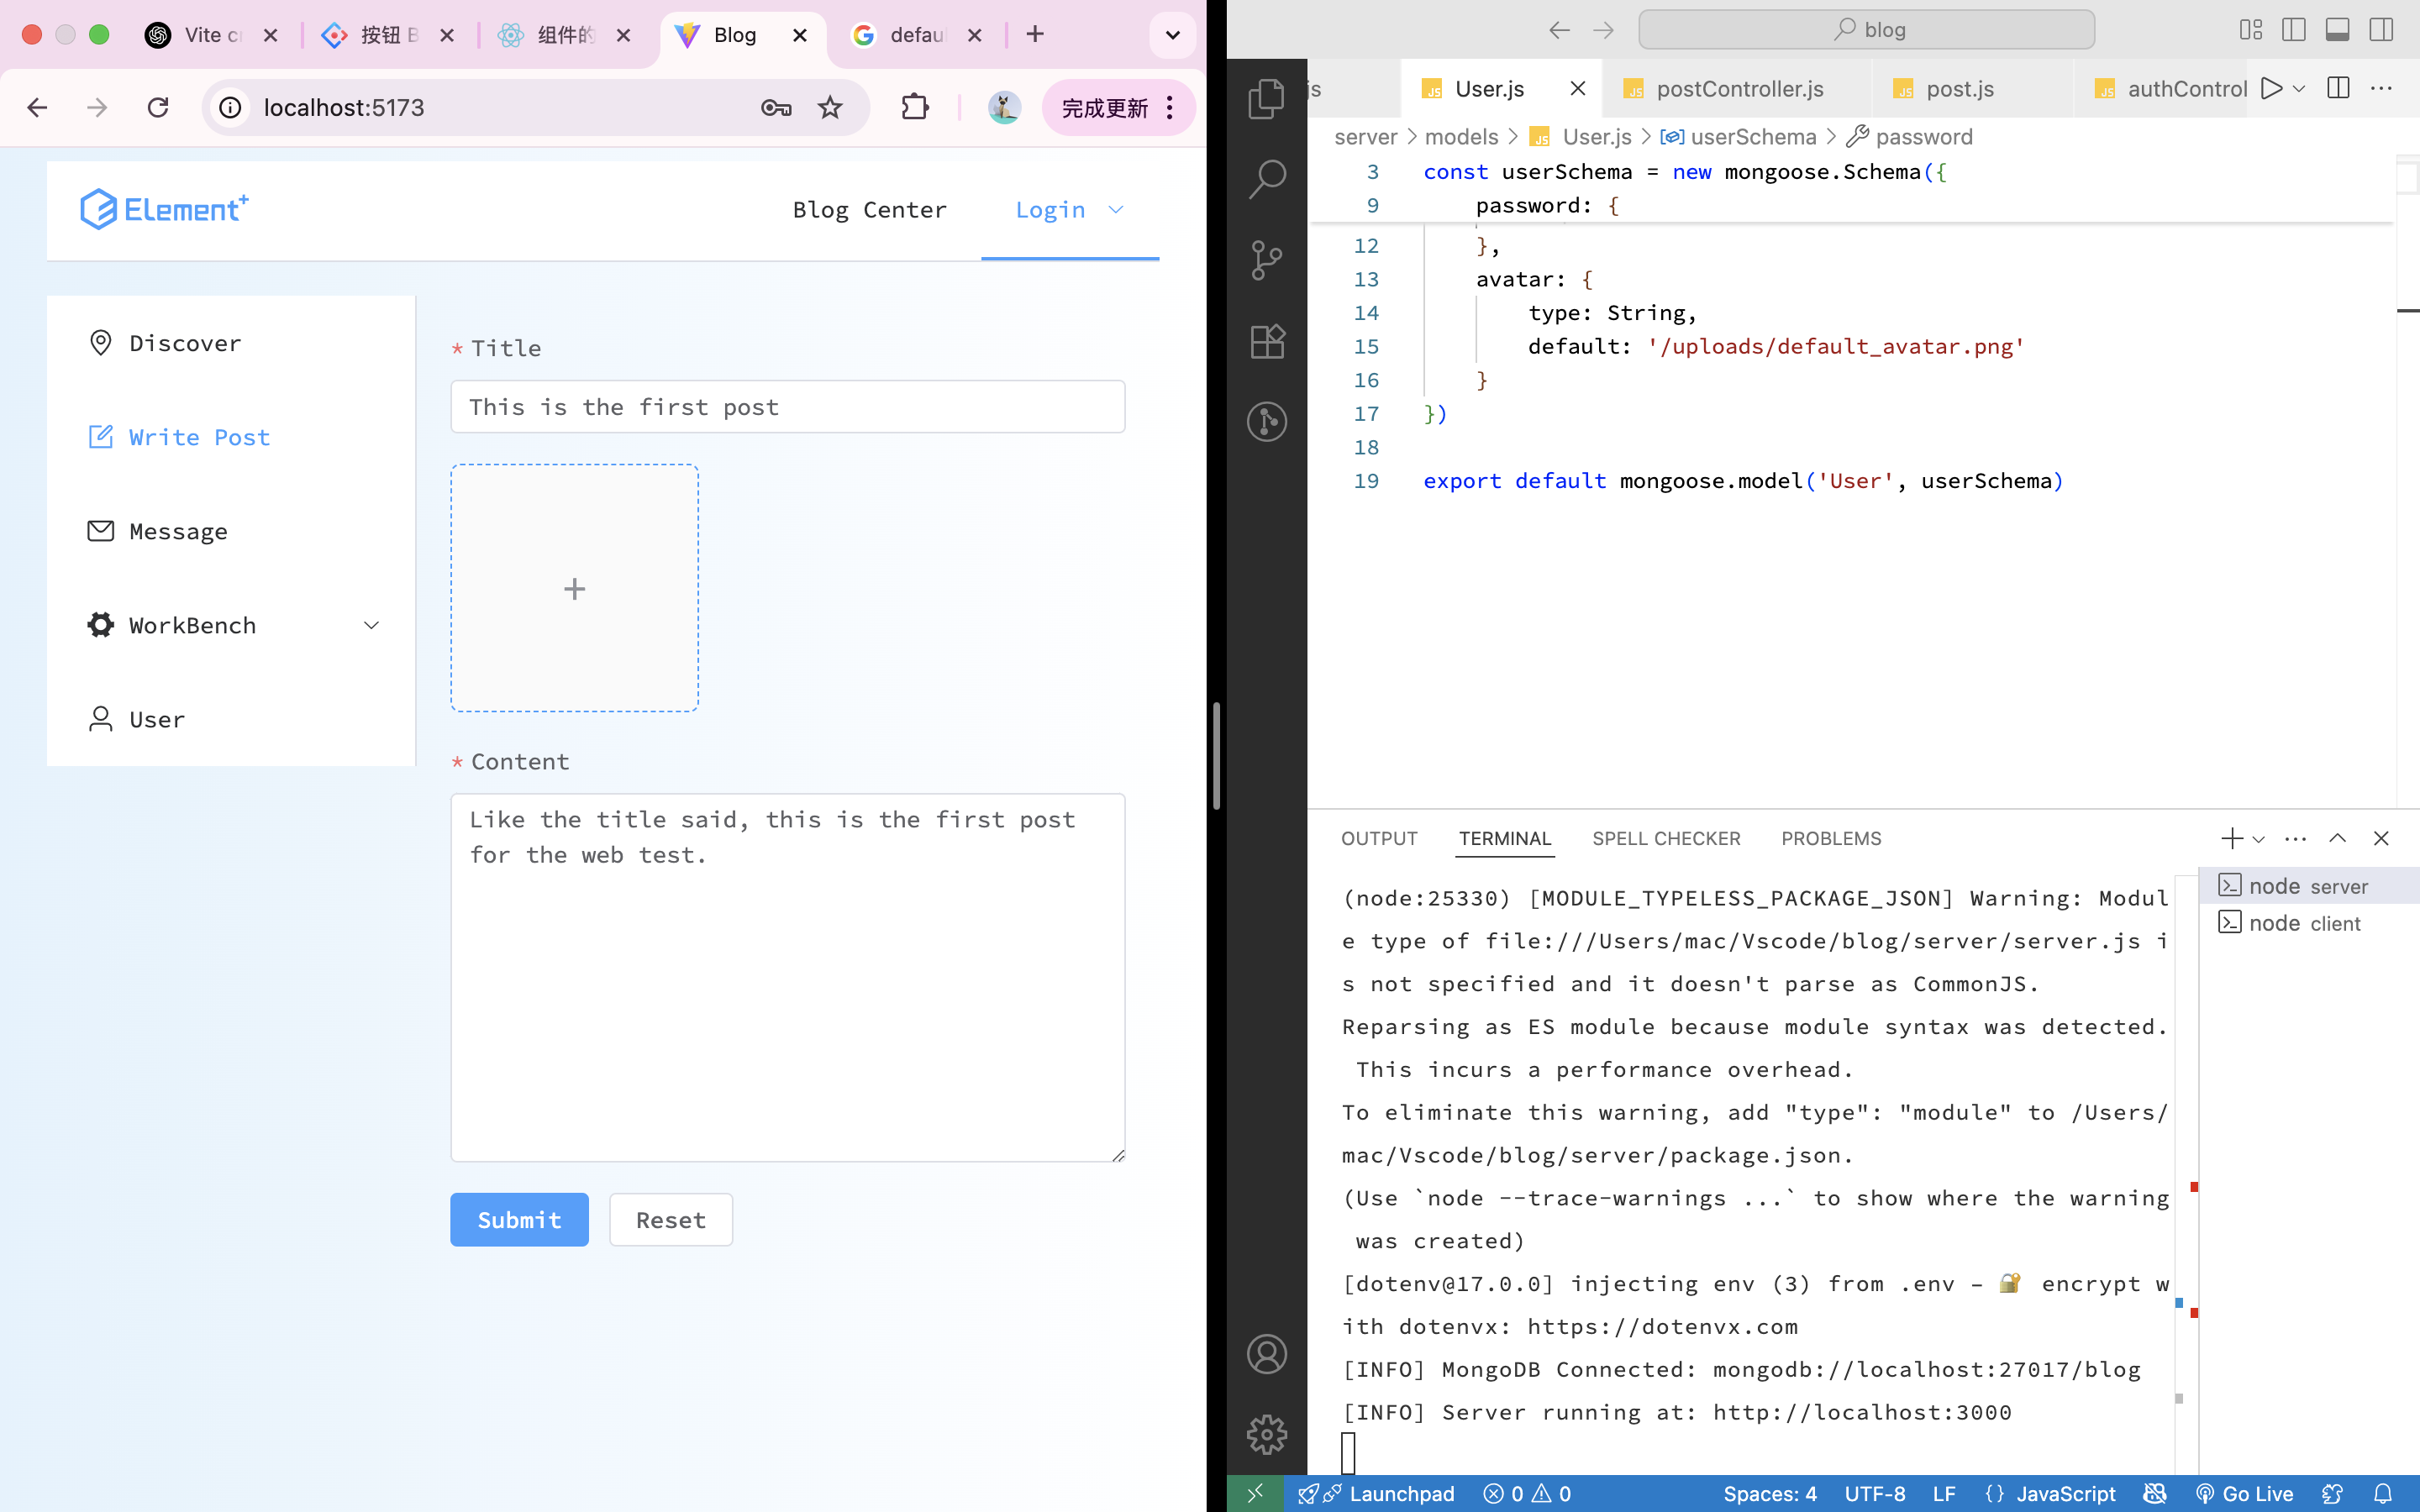 Vite c
按钮 B
组件的
Blog
defau
localhost:5173
完成更新
Element+
Blog Center
Login
Discover
Write Post
Message
WorkBench
User
* Title
This is the first post
* Content
Like the title said, this is the first post
for the web test.
Submit
Reset
blog
js
JS User.js
JS postController.js
JS post.js
JS authControl
server > models > JS User.js > userSchema > password
3 const userSchema = new mongoose.Schema({
9 password: {
12 },
13 avatar: {
14 type: String,
15 default: '/uploads/default_avatar.png'
16 }
17 })
18
19 export default mongoose.model('User', userSchema)
OUTPUT
TERMINAL
SPELL CHECKER
PROBLEMS
(node:25330) [MODULE_TYPELESS_PACKAGE_JSON] Warning: Modul
e type of file:///Users/mac/Vscode/blog/server/server.js i
s not specified and it doesn't parse as CommonJS.
Reparsing as ES module because module syntax was detected.
This incurs a performance overhead.
To eliminate this warning, add "type": "module" to /Users/
mac/Vscode/blog/server/package.json.
(Use `node --trace-warnings ...` to show where the warning
was created)
[dotenv@17.0.0] injecting env (3) from .env – 🔐 encrypt w
ith dotenvx: https://dotenvx.com
[INFO] MongoDB Connected: mongodb://localhost:27017/blog
[INFO] Server running at: http://localhost:3000
node server
node client
Launchpad
0
0
Spaces: 4
UTF-8
LF
{} JavaScript
Go Live